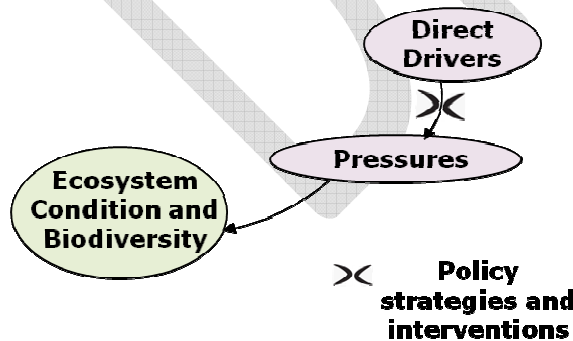 Direct
Drivers
Pressures
Ecosystem
Condition and
Biodiversity
Policy
strategies and
interventions